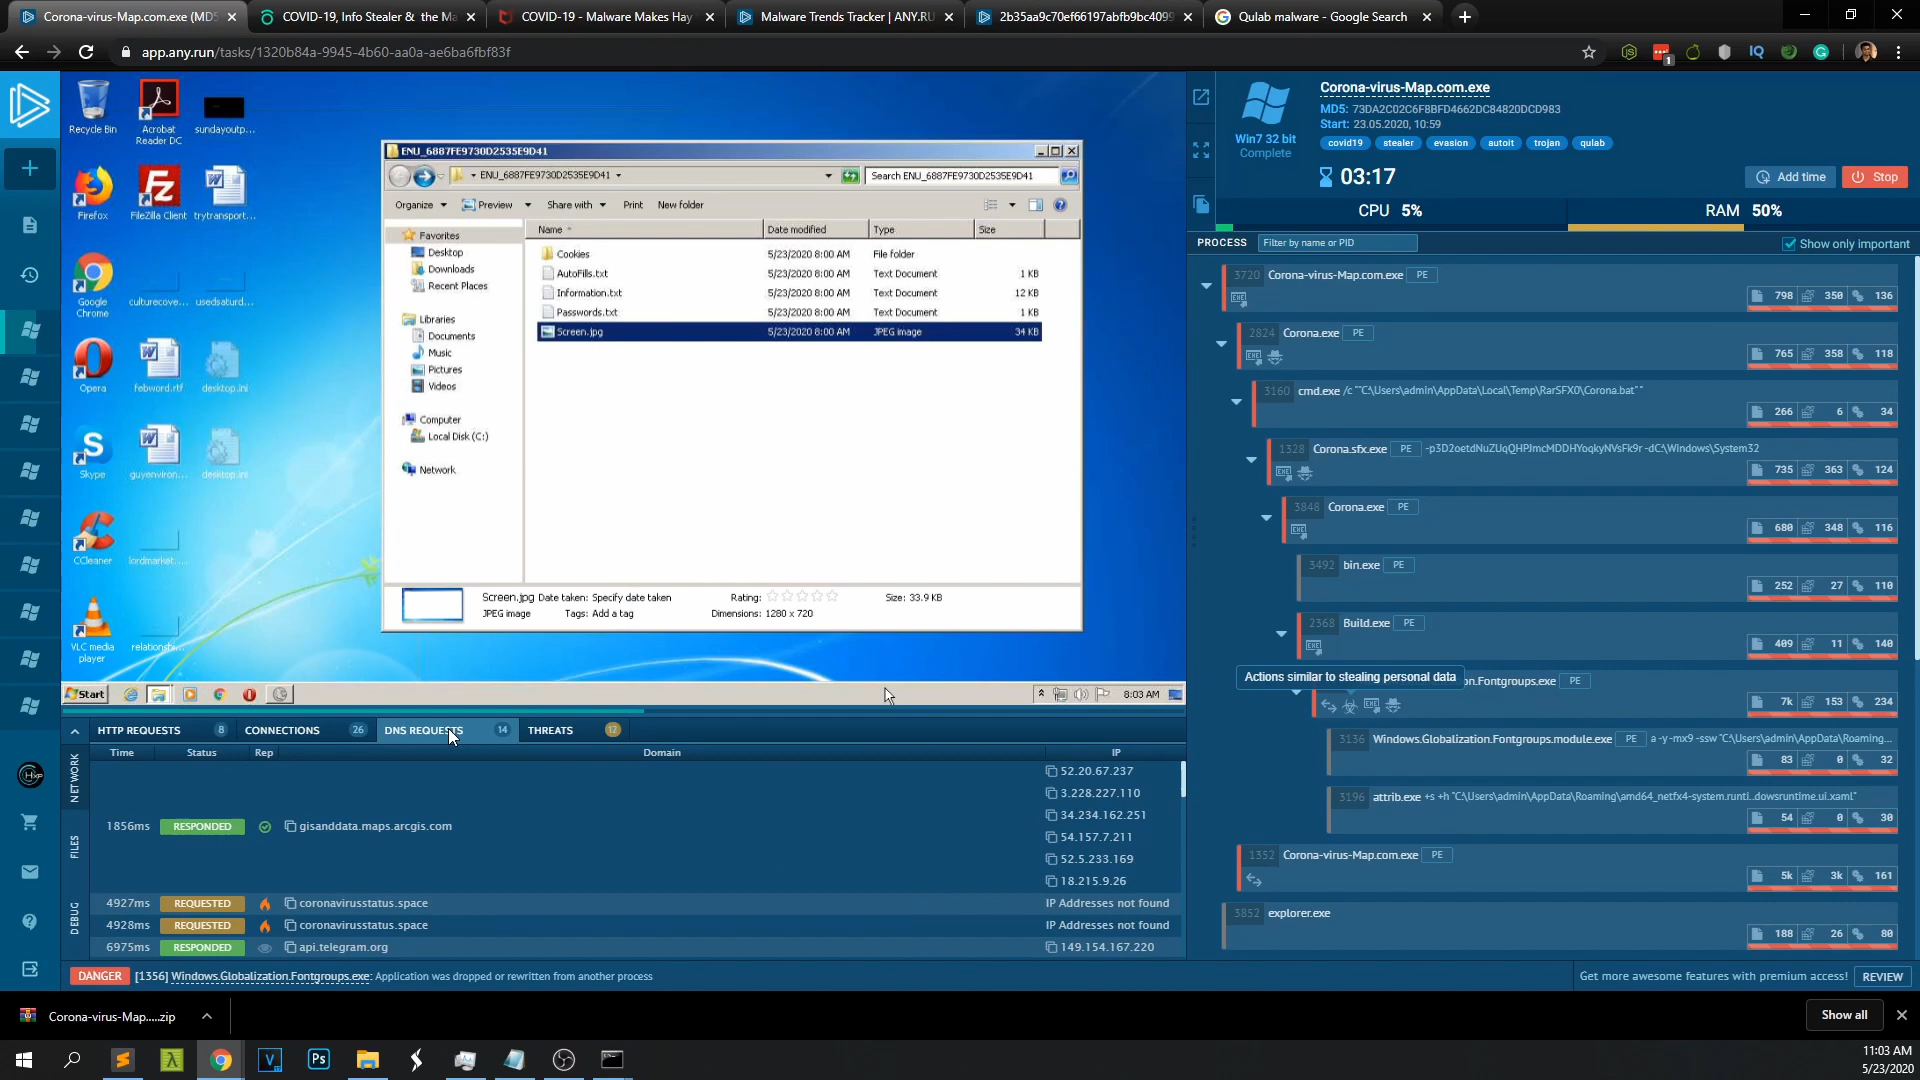 Corona-virus-Map.com.exe (MD5
COVID-19, Info Stealer & the Ma
COVID-19 - Malware Makes Hay
Malware Trends Tracker | ANY.RU
2b35aa9c70ef66197abfb9bc4099
Qulab malware - Google Search
app.any.run/tasks/1320b84a-9945-4b60-aa0a-ae6ba6fbf83f
IQ
1
Recycle Bin
Acrobat Reader DC
sundayoutp...
Firefox
FileZilla Client
trytransport...
Google Chrome
culturecove...
usedsaturd...
Opera
febword.rtf
desktop.ini
Skype
guyenviron...
desktop.ini
CCleaner
lordmarket....
VLC media player
relationsh...
ENU_6887FE9730D2535E9D41
ENU_6887FE9730D2535E9D41
Search ENU_6887FE9730D2535E9D41
Organize Preview Share with Print New folder
Name Date modified Type Size
Favorites
Desktop
Downloads
Recent Places
Libraries
Documents
Music
Pictures
Videos
Computer
Local Disk (C:)
Network
Cookies 5/23/2020 8:00 AM File folder
AutoFills.txt 5/23/2020 8:00 AM Text Document 1 KB
Information.txt 5/23/2020 8:00 AM Text Document 12 KB
Passwords.txt 5/23/2020 8:00 AM Text Document 1 KB
Screen.jpg 5/23/2020 8:00 AM JPEG image 34 KB
Screen.jpg Date taken: Specify date taken Rating: Size: 33.9 KB
JPEG image Tags: Add a tag Dimensions: 1280 x 720
Start
8:03 AM
Win7 32 bit
Complete
Corona-virus-Map.com.exe
MD5: 73DA2C02C6F8BFD4662DC84820DCD983
Start: 23.05.2020, 10:59
covid19 stealer evasion autoit trojan qulab
03:17
Add time
Stop
CPU 5%
RAM 50%
PROCESS
Filter by name or PID
Show only important
3720 Corona-virus-Map.com.exe PE
798 350 136
2824 Corona.exe PE
765 358 118
3160 cmd.exe /c ""C:\Users\admin\AppData\Local\Temp\RarSFX0\Corona.bat" "
266 6 34
1328 Corona.sfx.exe PE -p3D2oetdNuZUqQHPJmcMDDHYoqkyNVsFk9r -dC:\Windows\System32
735 363 124
3848 Corona.exe PE
680 348 116
3492 bin.exe PE
252 27 110
2368 Build.exe PE
409 11 140
Actions similar to stealing personal data
on.Fontgroups.exe PE
7k 153 234
3136 Windows.Globalization.Fontgroups.module.exe PE a -y -mx9 -ssw "C:\Users\admin\AppData\Roaming...
83 0 32
3196 attrib.exe +s +h "C:\Users\admin\AppData\Roaming\amd64_netfx4-system.runti..dowsruntime.ui.xaml"
54 0 30
1352 Corona-virus-Map.com.exe PE
5k 3k 161
3852 explorer.exe
188 26 80
HTTP REQUESTS 8
CONNECTIONS 26
DNS REQUESTS 14
THREATS 12
NETWORK
FILES
DEBUG
Time Status Rep Domain IP
1856ms RESPONDED gisanddata.maps.arcgis.com
52.20.67.237
3.228.227.110
34.234.162.251
54.157.7.211
52.5.233.169
18.215.9.26
4927ms REQUESTED coronavirusstatus.space IP Addresses not found
4928ms REQUESTED coronavirusstatus.space IP Addresses not found
6975ms RESPONDED api.telegram.org 149.154.167.220
DANGER [1356] Windows.Globalization.Fontgroups.exe: Application was dropped or rewritten from another process
Get more awesome features with premium access! REVIEW
Corona-virus-Map.....zip
Show all
Ps
11:03 AM
5/23/2020